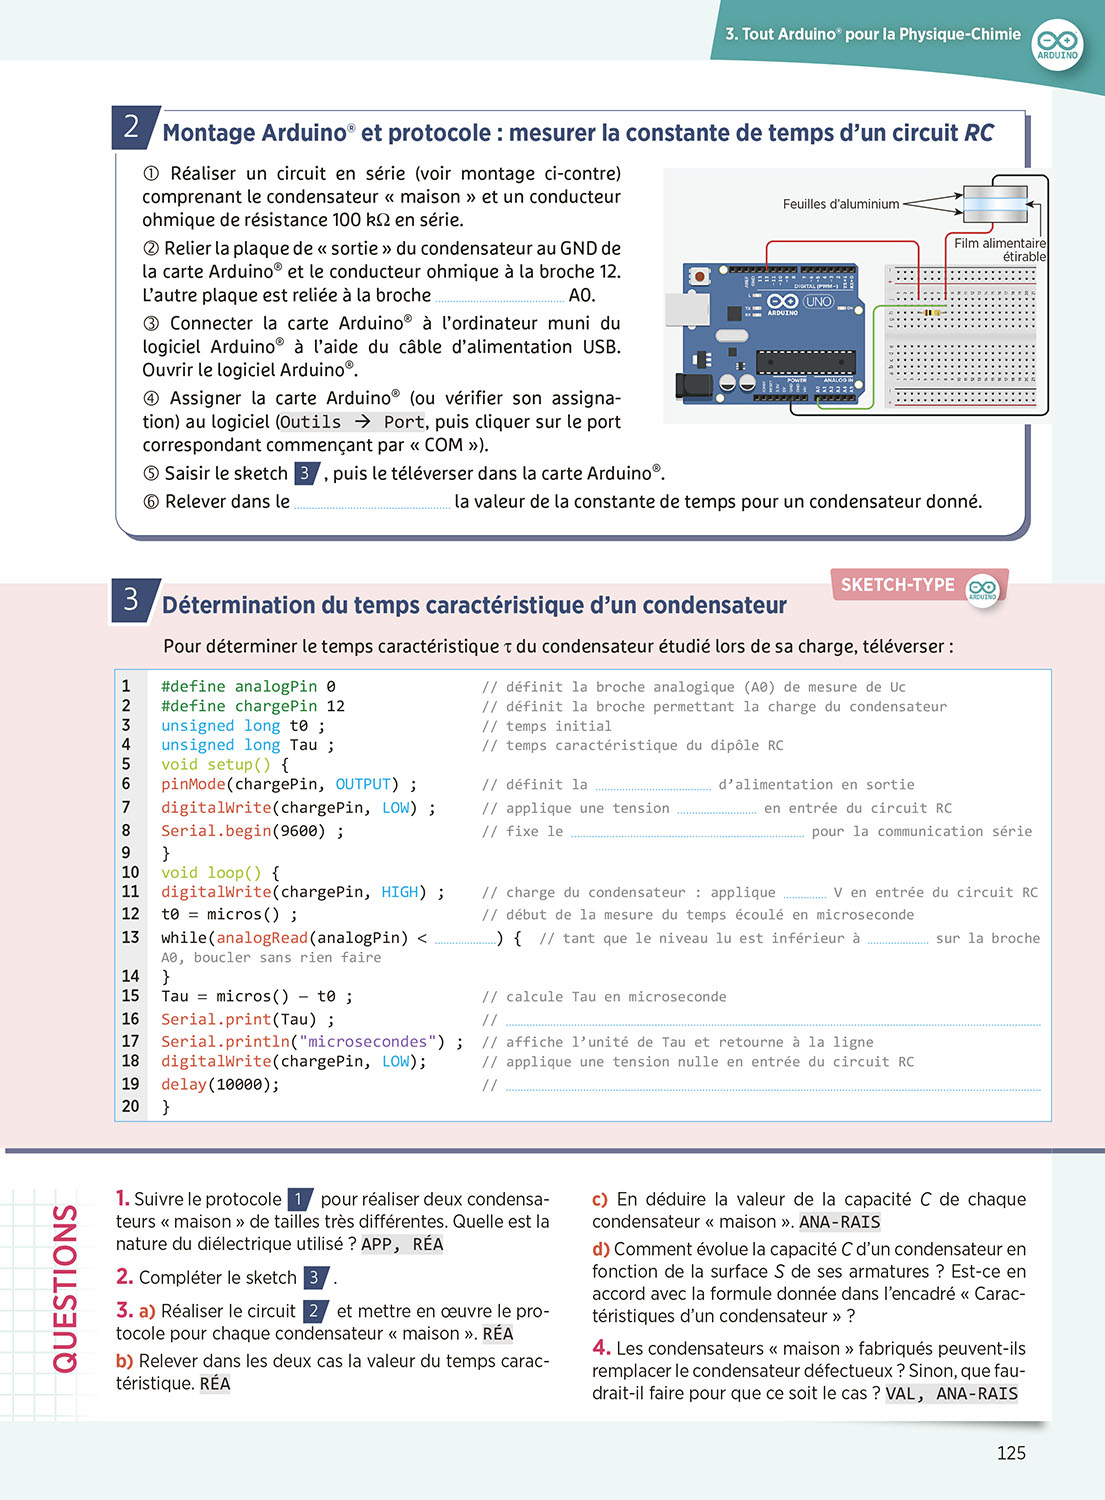 3. Tout Arduino® pour la Physique-Chimie
ARDUINO
2 Montage Arduino® et protocole : mesurer la constante de temps d'un circuit RC
① Réaliser un circuit en série (voir montage ci-contre)
comprenant le condensateur « maison » et un conducteur
ohmique de résistance 100 kΩ en série.
② Relier la plaque de « sortie » du condensateur au GND de
la carte Arduino® et le conducteur ohmique à la broche 12.
L'autre plaque est reliée à la broche ........ A0.
③ Connecter la carte Arduino® à l'ordinateur muni du
logiciel Arduino® à l'aide du câble d'alimentation USB.
Ouvrir le logiciel Arduino®.
④ Assigner la carte Arduino® (ou vérifier son assigna-
tion) au logiciel (Outils → Port, puis cliquer sur le port
correspondant commençant par « COM »).
⑤ Saisir le sketch 3 , puis le téléverser dans la carte Arduino®.
⑥ Relever dans le ........ la valeur de la constante de temps pour un condensateur donné.
Feuilles d'aluminium
Film alimentaire
étirable
DIGITAL (PWM~)
UNO
ARDUINO
POWER
ANALOG IN
SKETCH-TYPE
ARDUINO
3 Détermination du temps caractéristique d'un condensateur
Pour déterminer le temps caractéristique τ du condensateur étudié lors de sa charge, téléverser :
1 #define analogPin 0 // définit la broche analogique (A0) de mesure de Uc
2 #define chargePin 12 // définit la broche permettant la charge du condensateur
3 unsigned long t0 ; // temps initial
4 unsigned long Tau ; // temps caractéristique du dipôle RC
5 void setup() {
6 pinMode(chargePin, OUTPUT) ; // définit la ........ d'alimentation en sortie
7 digitalWrite(chargePin, LOW) ; // applique une tension ........ en entrée du circuit RC
8 Serial.begin(9600) ; // fixe le ........ pour la communication série
9 }
10 void loop() {
11 digitalWrite(chargePin, HIGH) ; // charge du condensateur : applique ........ V en entrée du circuit RC
12 t0 = micros() ; // début de la mesure du temps écoulé en microseconde
13 while(analogRead(analogPin) < ........) { // tant que le niveau lu est inférieur à ........ sur la broche
A0, boucler sans rien faire
14 }
15 Tau = micros() – t0 ; // calcule Tau en microseconde
16 Serial.print(Tau) ; // ........
17 Serial.println("microsecondes") ; // affiche l'unité de Tau et retourne à la ligne
18 digitalWrite(chargePin, LOW); // applique une tension nulle en entrée du circuit RC
19 delay(10000); // ........
20 }
QUESTIONS
1. Suivre le protocole 1 pour réaliser deux condensa-
teurs « maison » de tailles très différentes. Quelle est la
nature du diélectrique utilisé ? APP, RÉA
2. Compléter le sketch 3 .
3. a) Réaliser le circuit 2 et mettre en œuvre le pro-
tocole pour chaque condensateur « maison ». RÉA
b) Relever dans les deux cas la valeur du temps carac-
téristique. RÉA
c) En déduire la valeur de la capacité C de chaque
condensateur « maison ». ANA-RAIS
d) Comment évolue la capacité C d'un condensateur en
fonction de la surface S de ses armatures ? Est-ce en
accord avec la formule donnée dans l'encadré « Carac-
téristiques d'un condensateur » ?
4. Les condensateurs « maison » fabriqués peuvent-ils
remplacer le condensateur défectueux ? Sinon, que fau-
drait-il faire pour que ce soit le cas ? VAL, ANA-RAIS
125